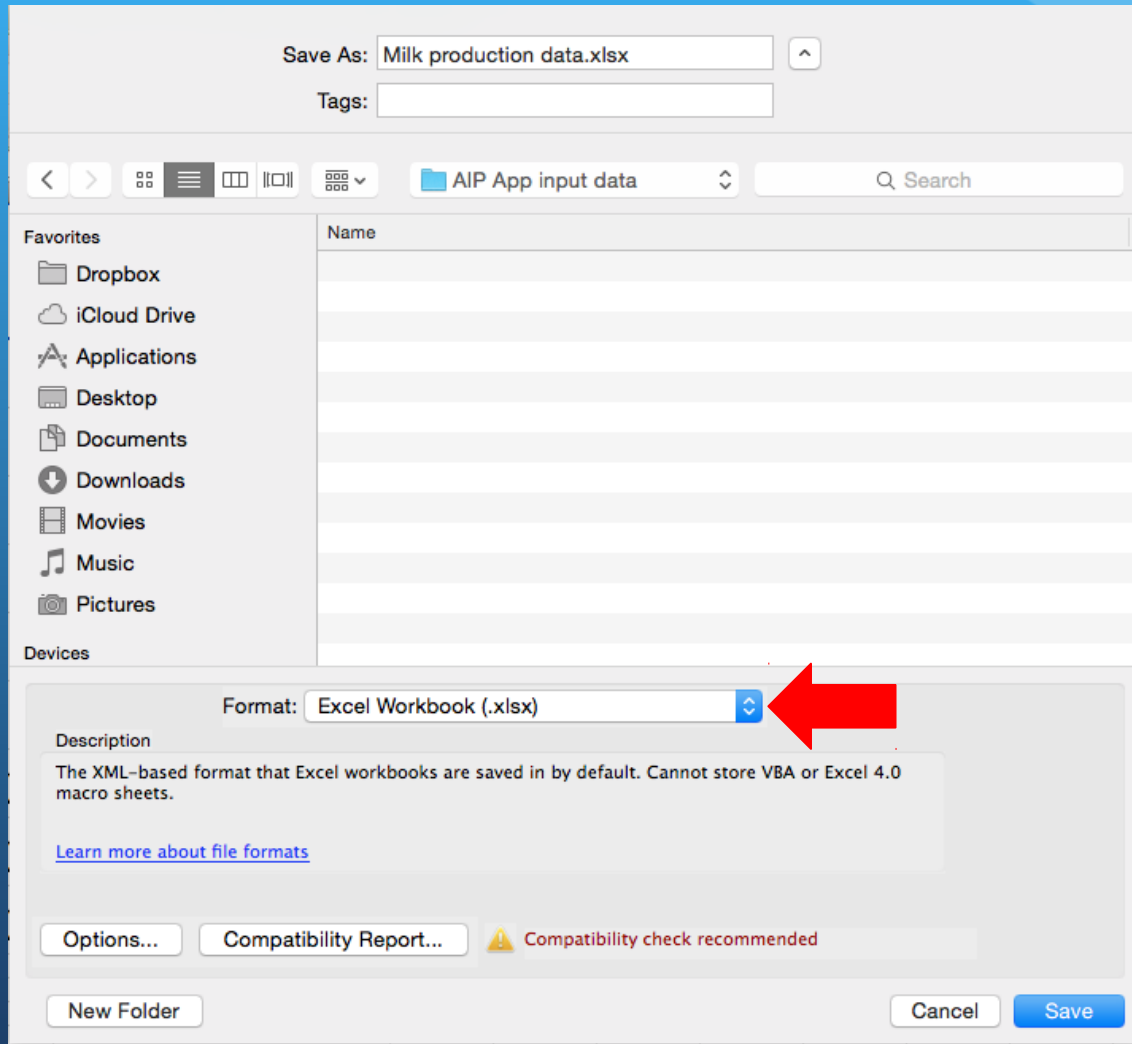 Save As: Milk production data.xlsx
Tags:
AIP App input data
Search
Favorites
Name
Dropbox
iCloud Drive
Applications
Desktop
Documents
Downloads
Movies
Music
Pictures
Devices
Format: Excel Workbook (.xlsx)
Description
The XML-based format that Excel workbooks are saved in by default. Cannot store VBA or Excel 4.0
macro sheets.
Learn more about file formats
Options... Compatibility Report... Compatibility check recommended
New Folder Cancel Save